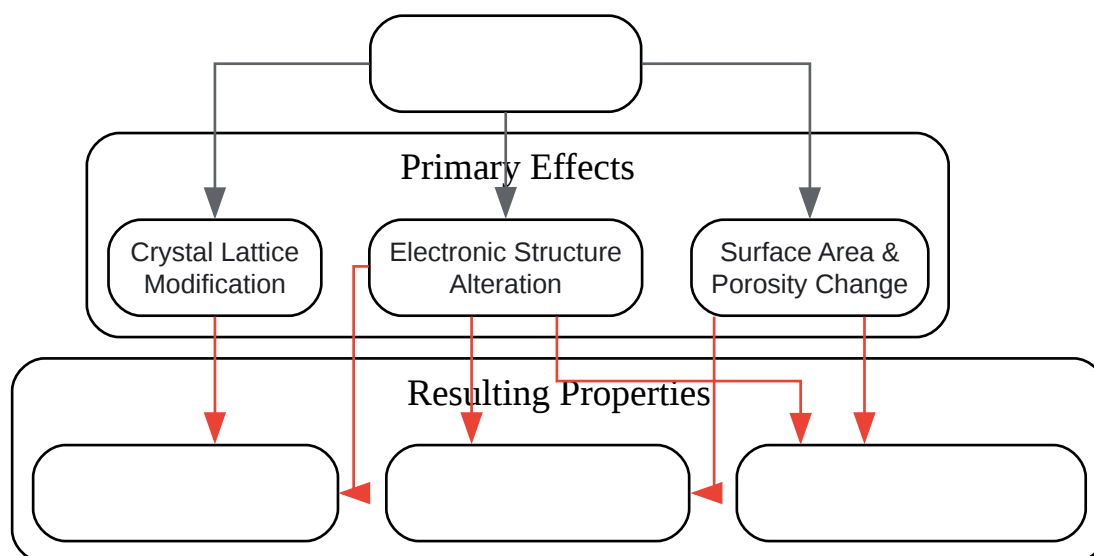 Primary Effects
Crystal Lattice
Modification
Electronic Structure
Alteration
Surface Area &
Porosity Change
Resulting Properties